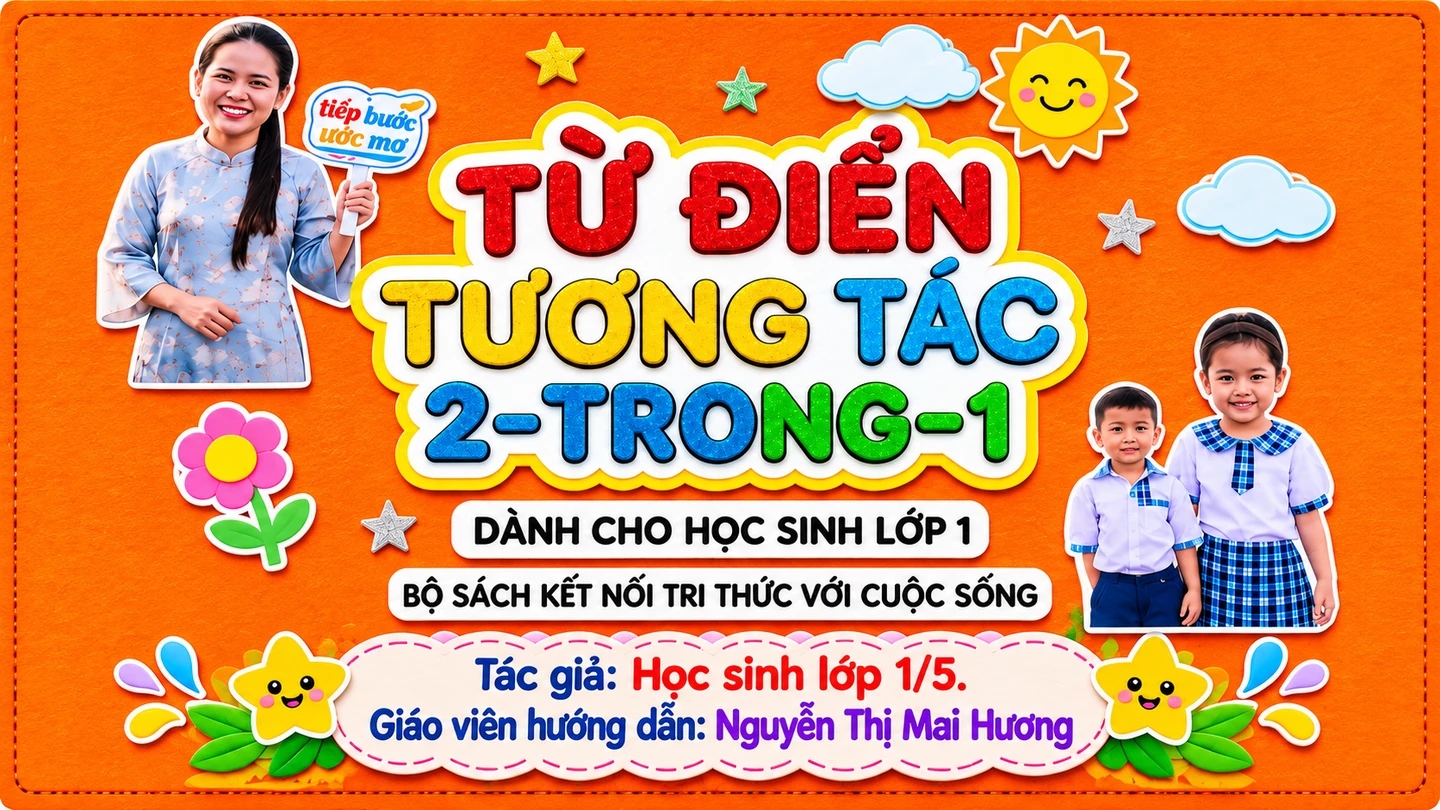 tiếp bước
ước mơ
TỪ ĐIỂN
TƯƠNG TÁC
2-TRONG-1
DÀNH CHO HỌC SINH LỚP 1
BỘ SÁCH KẾT NỐI TRI THỨC VỚI CUỘC SỐNG
Tác giả: Học sinh lớp 1/5.
Giáo viên hướng dẫn: Nguyễn Thị Mai Hương